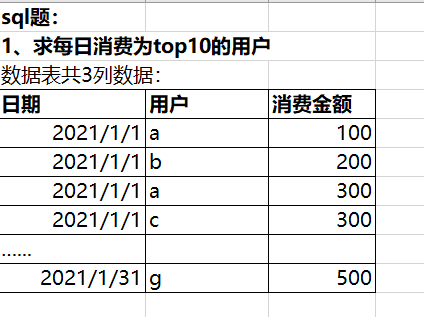 sql题：
1、求每日消费为top10的用户
数据表共3列数据：
日期 用户 消费金额
2021/1/1 a 100
2021/1/1 b 200
2021/1/1 a 300
2021/1/1 c 300
......
2021/1/31 g 500